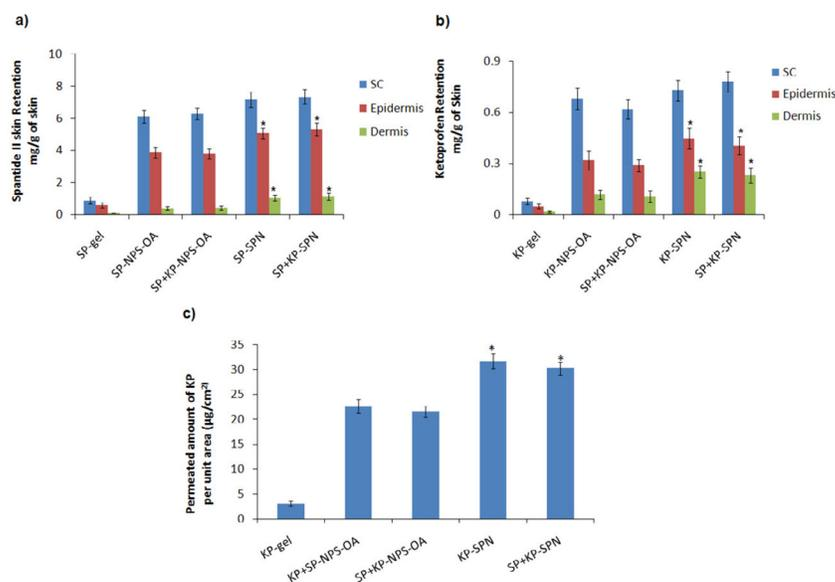 a)
Spantide II skin Retention
mg/g of skin
10
8
6
4
2
0
SC
Epidermis
Dermis
*
*
*
*
SP-gel
SP-NPS-OA
SP+KP-NPS-OA
SP-SPN
SP+KP-SPN
b)
Ketoprofen Retention
mg/g of Skin
0.9
0.6
0.3
0
SC
Epidermis
Dermis
*
*
*
*
KP-gel
KP-NPS-OA
SP+KP-NPS-OA
KP-SPN
SP+KP-SPN
c)
Permeated amount of KP
per unit area (µg/cm²)
35
30
25
20
15
10
5
0
*
*
KP-gel
KP+SP-NPS-OA
SP+KP-NPS-OA
KP-SPN
SP+KP-SPN